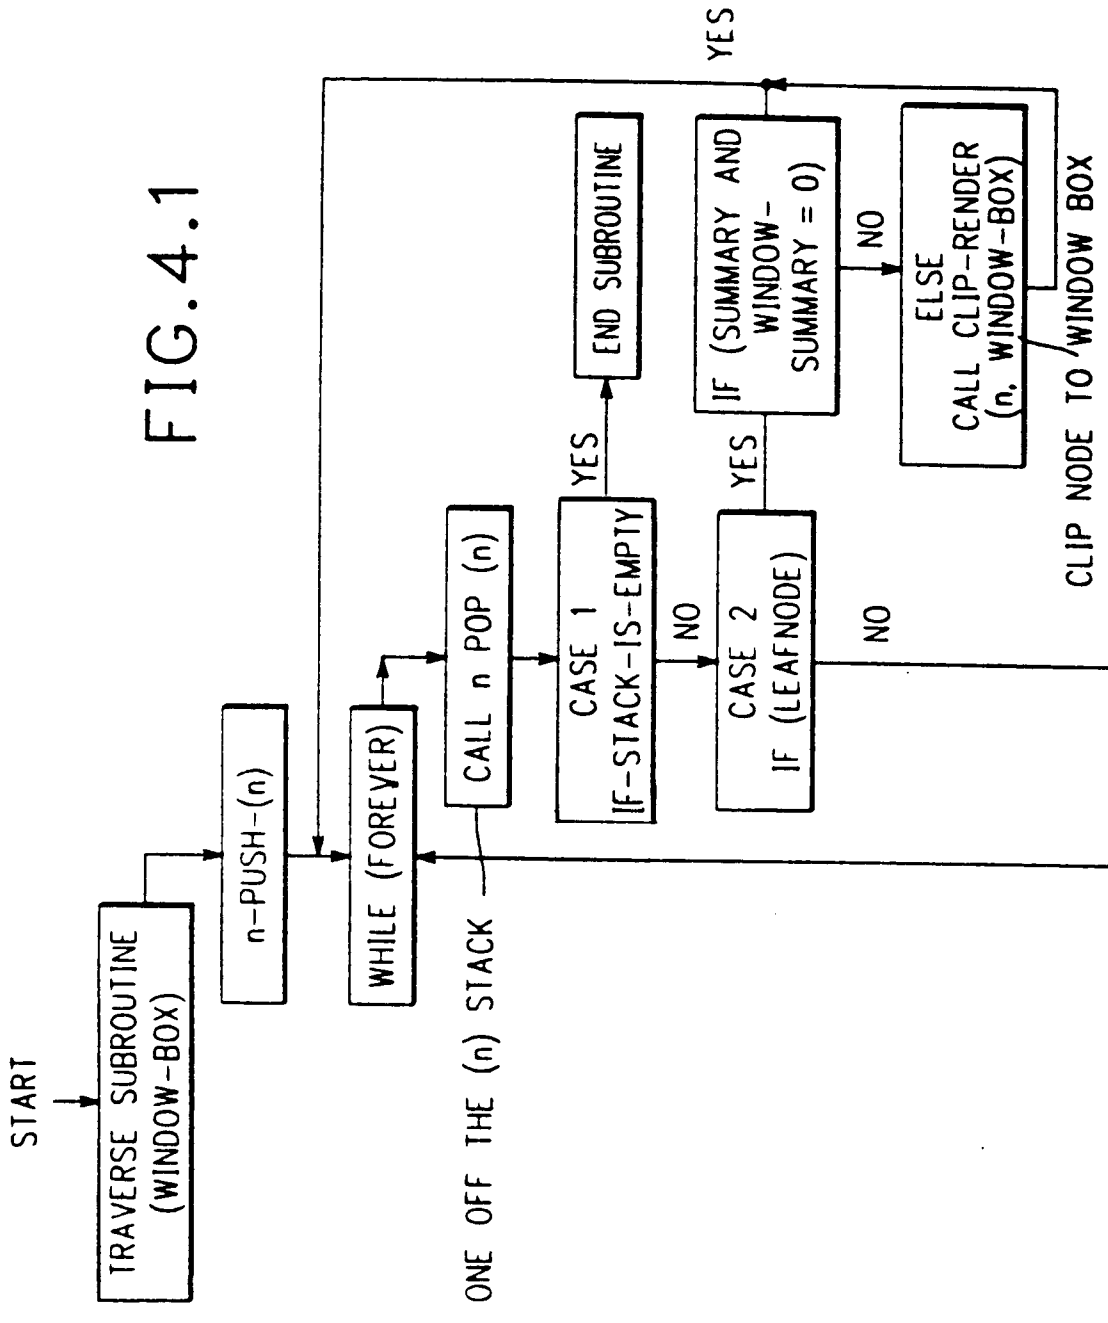 FIG.4.1
START
TRAVERSE SUBROUTINE
(WINDOW-BOX)
n-PUSH-(n)
WHILE (FOREVER)
CALL n POP (n)
ONE OFF THE (n) STACK
CASE 1
IF-STACK-IS-EMPTY
YES
END SUBROUTINE
NO
CASE 2
IF (LEAFNODE)
YES
IF (SUMMARY AND
WINDOW-
SUMMARY = 0)
YES
NO
ELSE
CALL CLIP-RENDER
(n, WINDOW-BOX)
CLIP NODE TO WINDOW BOX
NO